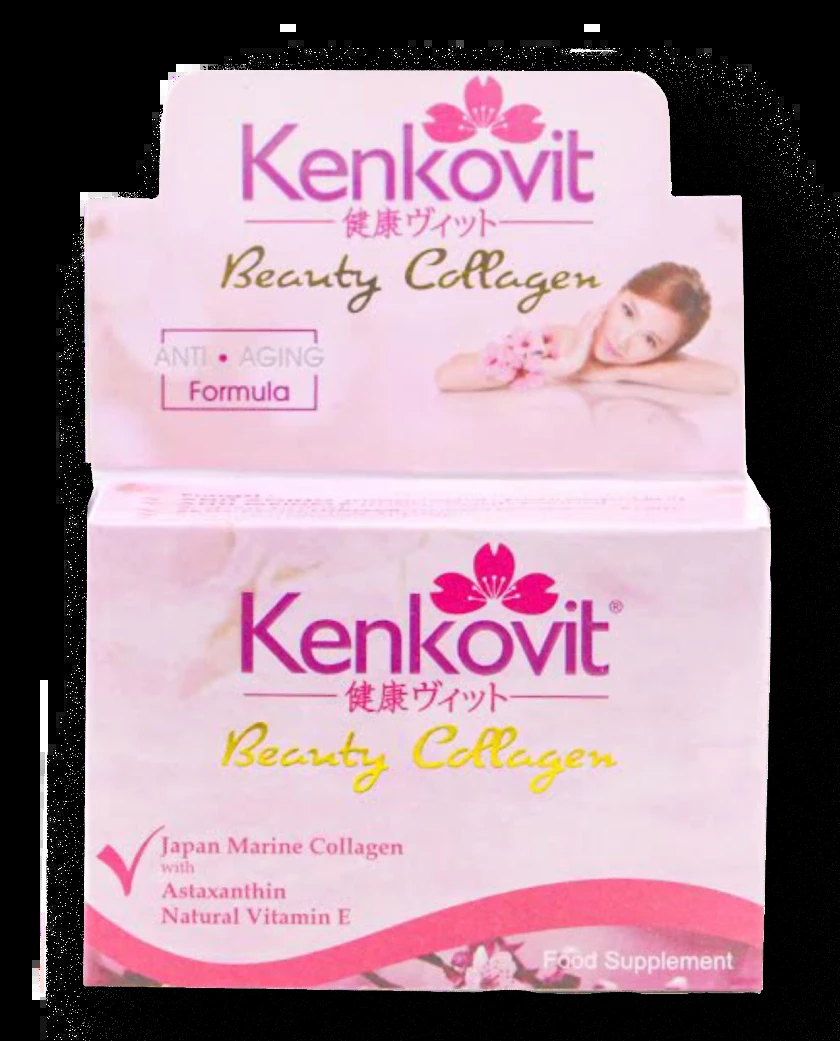 Kenkovit
健康ヴィット
Beauty Collagen
ANTI • AGING
Formula
Kenkovit®
健康ヴィット
Beauty Collagen
Japan Marine Collagen
with
Astaxanthin
Natural Vitamin E
Food Supplement